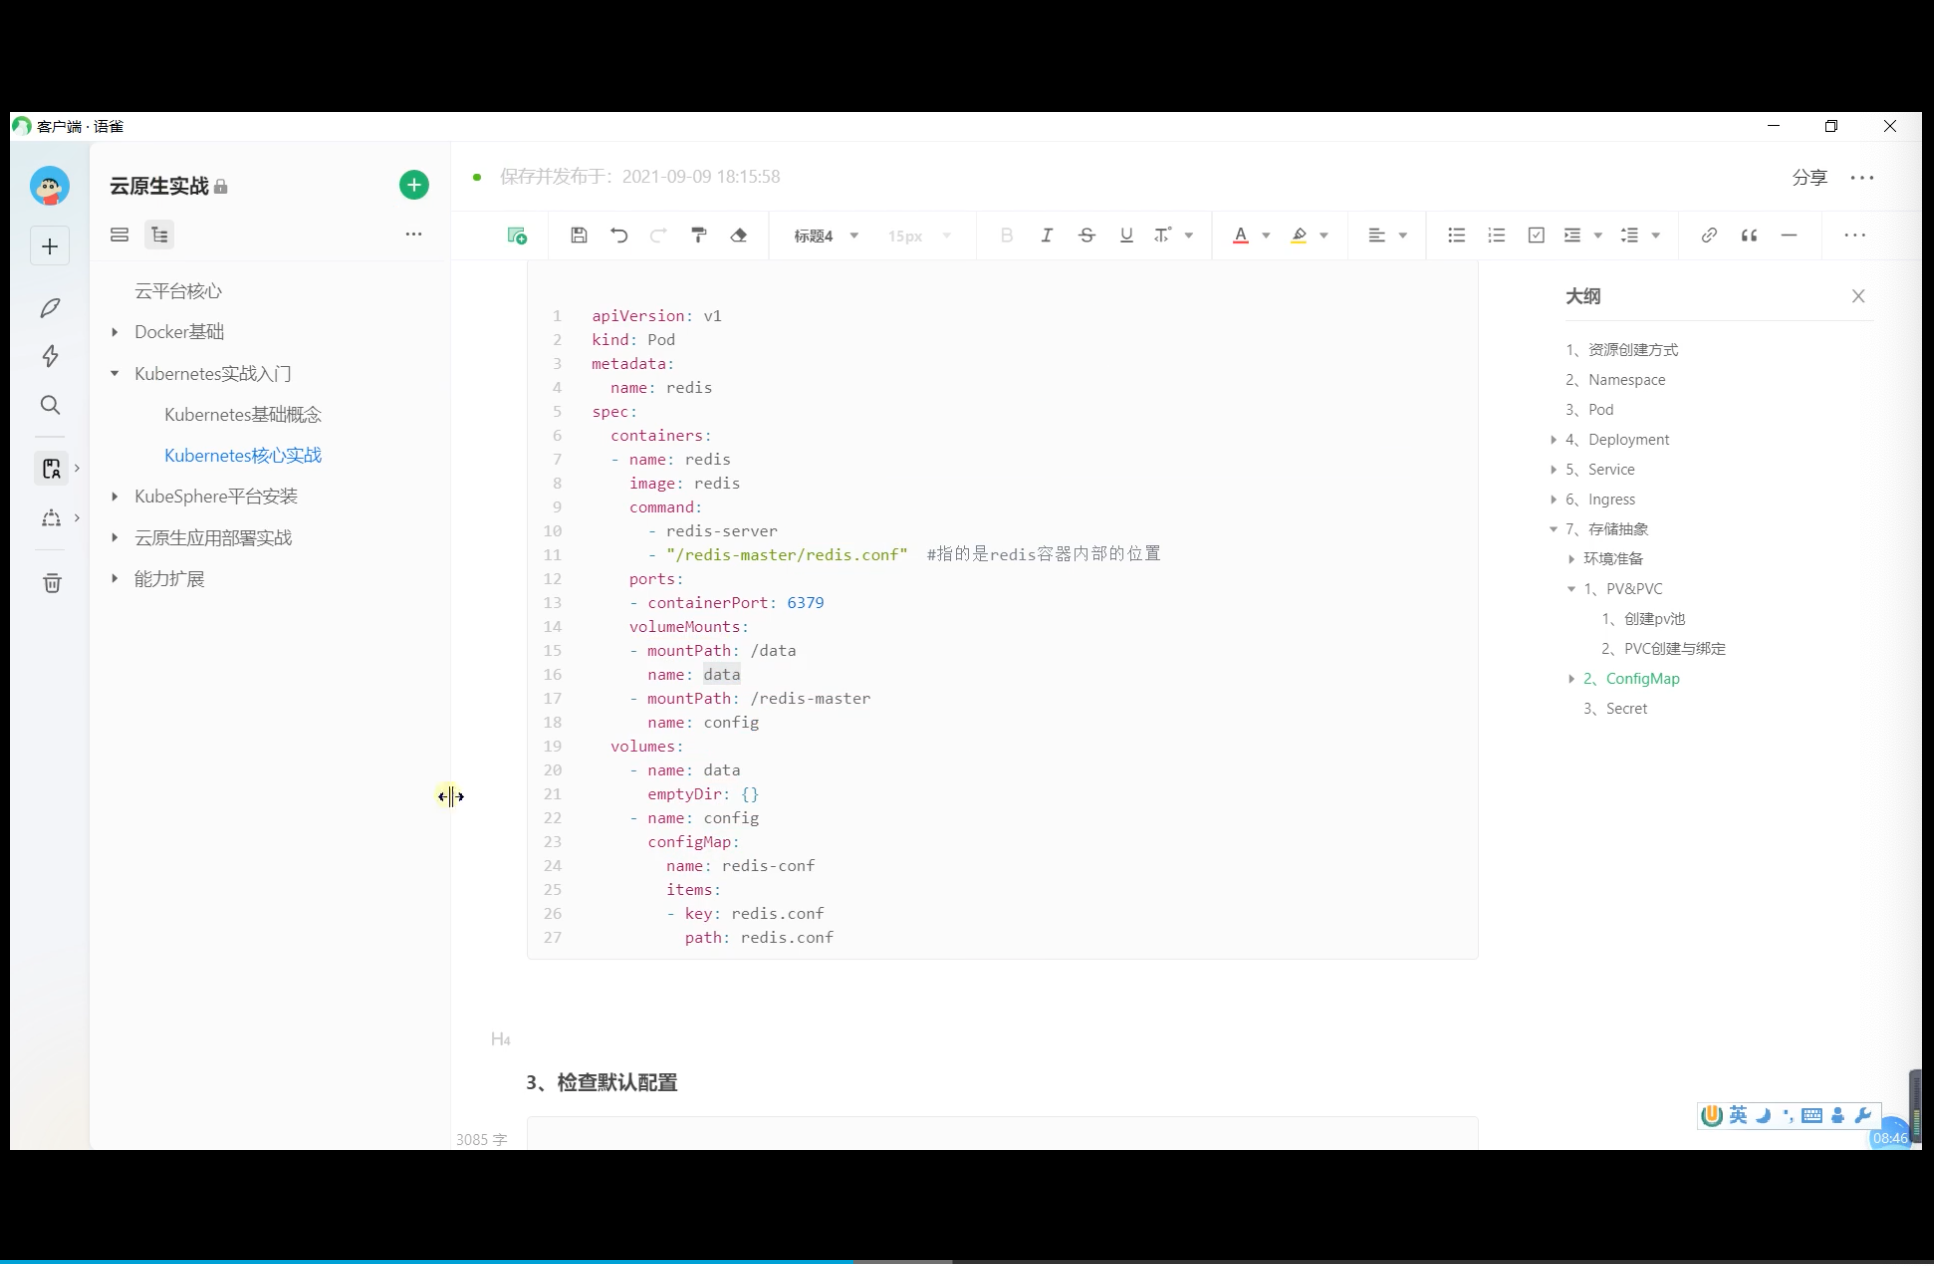 客户端 · 语雀
云原生实战
保存并发布于：2021-09-09 18:15:58
分享
标题4
15px
云平台核心
Docker基础
Kubernetes实战入门
Kubernetes基础概念
Kubernetes核心实战
KubeSphere平台安装
云原生应用部署实战
能力扩展
1 apiVersion: v1
2 kind: Pod
3 metadata:
4   name: redis
5 spec:
6   containers:
7   - name: redis
8     image: redis
9     command:
10       - redis-server
11       - "/redis-master/redis.conf"  #指的是redis容器内部的位置
12     ports:
13     - containerPort: 6379
14     volumeMounts:
15     - mountPath: /data
16       name: data
17     - mountPath: /redis-master
18       name: config
19   volumes:
20     - name: data
21       emptyDir: {}
22     - name: config
23       configMap:
24         name: redis-conf
25         items:
26         - key: redis.conf
27           path: redis.conf
H4
3、检查默认配置
3085 字
大纲
1、资源创建方式
2、Namespace
3、Pod
4、Deployment
5、Service
6、Ingress
7、存储抽象
环境准备
1、PV&PVC
1、创建pv池
2、PVC创建与绑定
2、ConfigMap
3、Secret
英
08:46